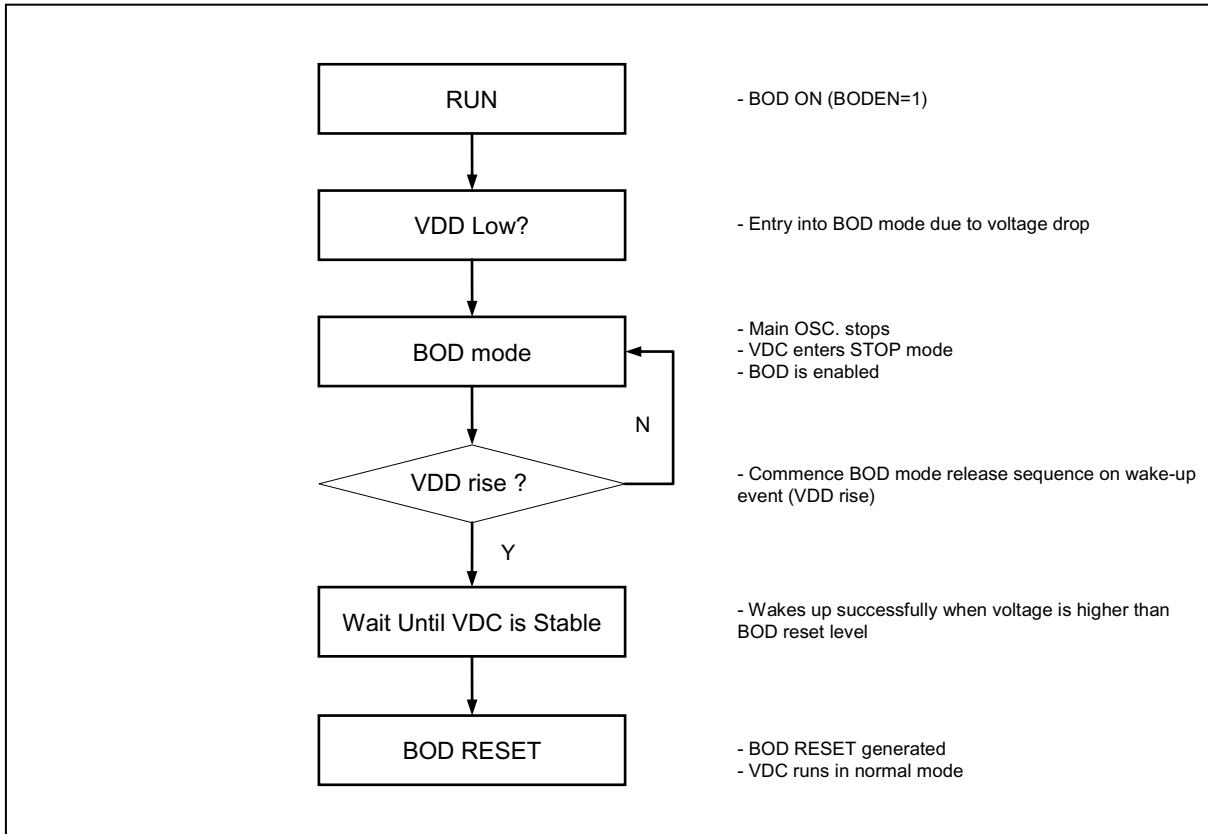 RUN
- BOD ON (BODEN=1)
VDD Low?
- Entry into BOD mode due to voltage drop
BOD mode
- Main OSC. stops
- VDC enters STOP mode
- BOD is enabled
N
VDD rise ?
- Commence BOD mode release sequence on wake-up
event (VDD rise)
Y
Wait Until VDC is Stable
- Wakes up successfully when voltage is higher than
BOD reset level
BOD RESET
- BOD RESET generated
- VDC runs in normal mode